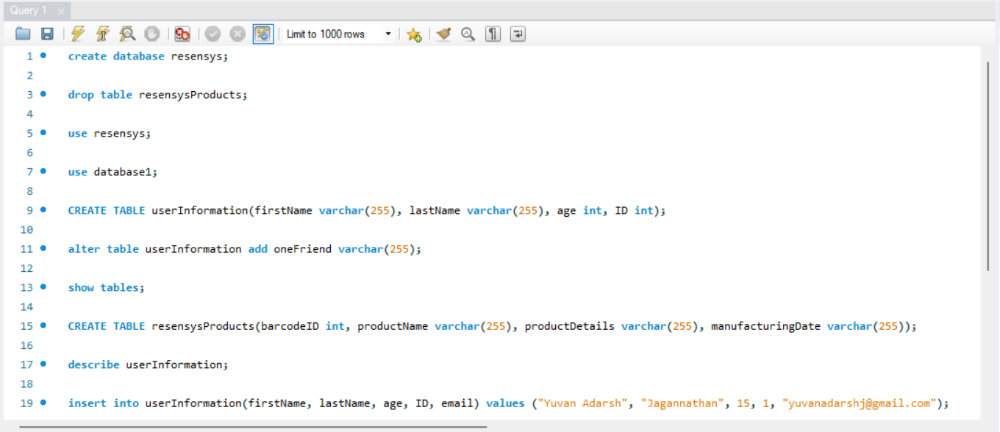 Query 1
Limit to 1000 rows
1 create database resensys;
2
3 drop table resensysProducts;
4
5 use resensys;
6
7 use database1;
8
9 CREATE TABLE userInformation(firstName varchar(255), lastName varchar(255), age int, ID int);
10
11 alter table userInformation add oneFriend varchar(255);
12
13 show tables;
14
15 CREATE TABLE resensysProducts(barcodeID int, productName varchar(255), productDetails varchar(255), manufacturingDate varchar(255));
16
17 describe userInformation;
18
19 insert into userInformation(firstName, lastName, age, ID, email) values ("Yuvan Adarsh", "Jagannathan", 15, 1, "yuvanadarshj@gmail.com");